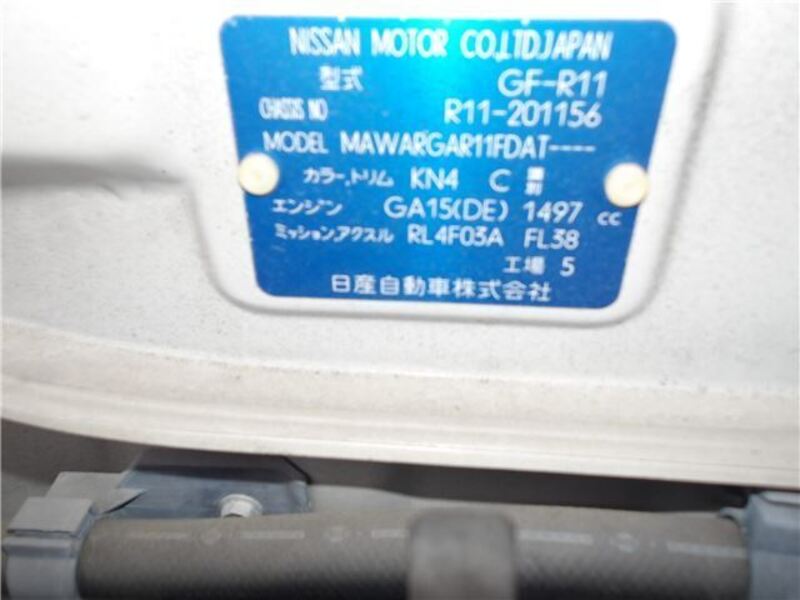 NISSAN MOTOR CO.,LTD.JAPAN
型式 GF-R11
CHASSIS NO R11-201156
MODEL MAWARGAR11FDAT----
カラー,トリム KN4 C 識別
エンジン GA15(DE) 1497 cc
ミッション,アクスル RL4F03A FL38
工場 5
日産自動車株式会社